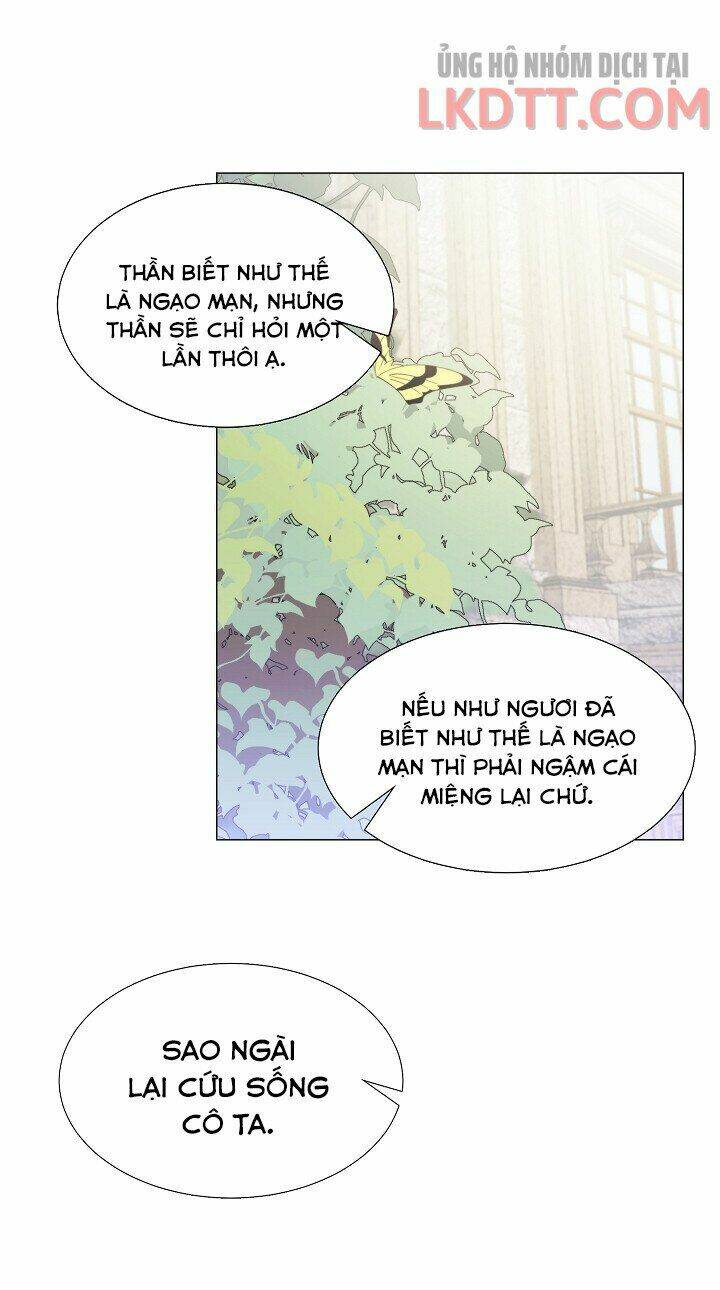 ỦNG HỘ NHÓM DỊCH TẠI
LKDTT.COM
THẦN BIẾT NHƯ THẾ
LÀ NGẠO MẠN, NHƯNG
THẦN SẼ CHỈ HỎI MỘT
LẦN THÔI Ạ.
NẾU NHƯ NGƯƠI ĐÃ
BIẾT NHƯ THẾ LÀ NGẠO
MẠN THÌ PHẢI NGẬM CÁI
MIỆNG LẠI CHỨ.
SAO NGÀI
LẠI CỨU SỐNG
CÔ TA.